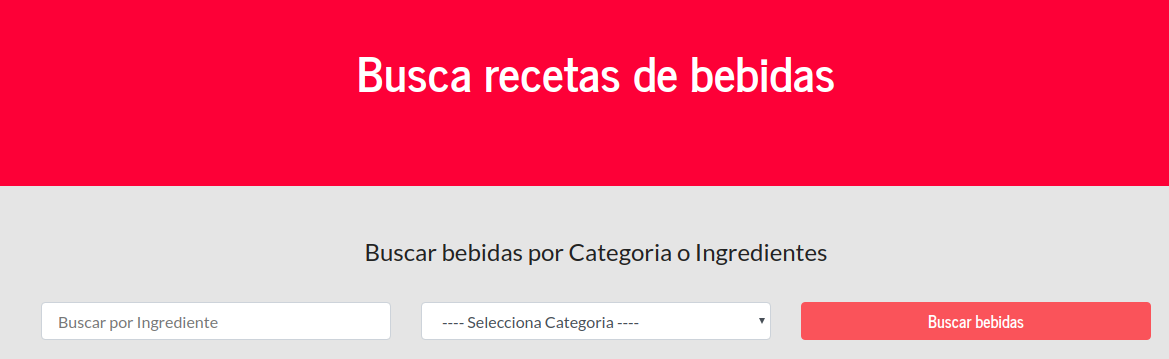 Busca recetas de bebidas
Buscar bebidas por Categoria o Ingredientes
Buscar por Ingrediente
---- Selecciona Categoria ----
Buscar bebidas